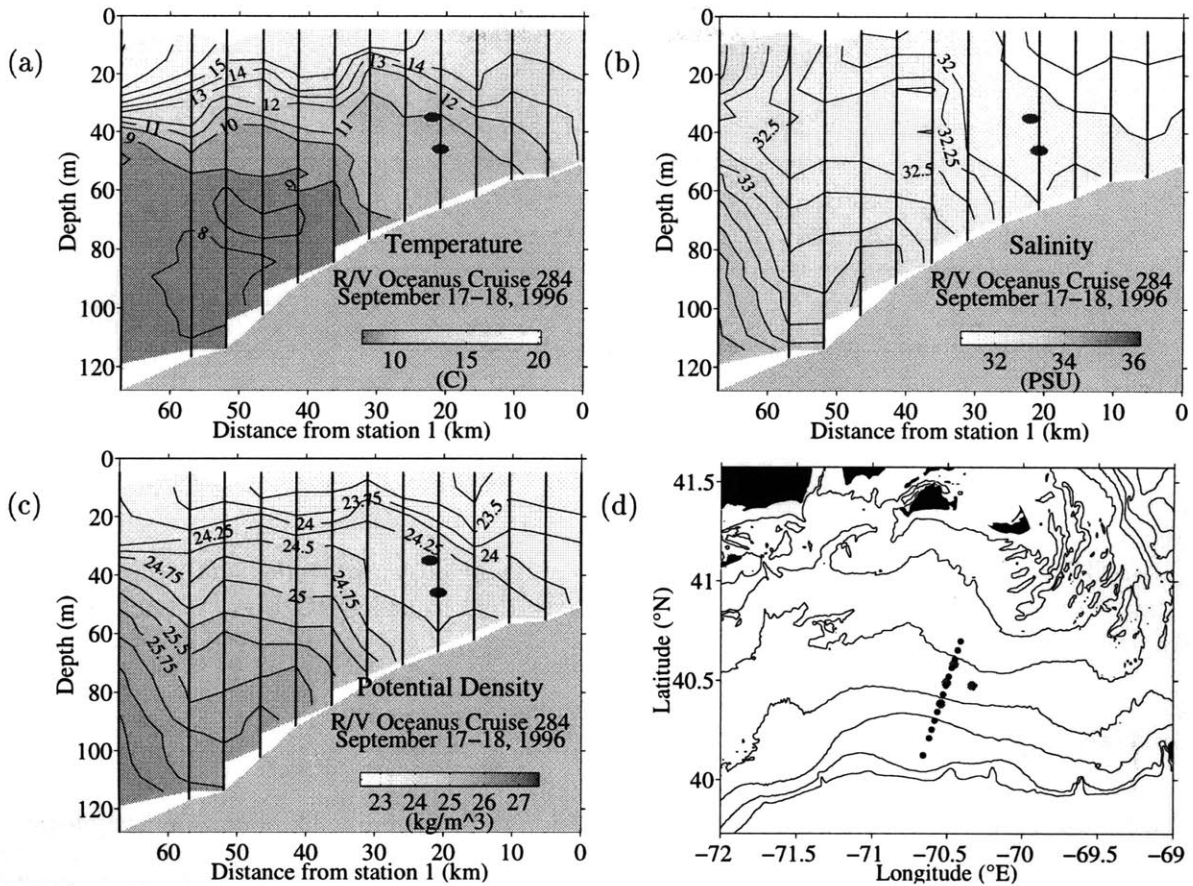 (a)
0
20
40
60
80
100
120
Depth (m)
15
14
13
12
11
10
9
13
14
12
11
9
8
Temperature
R/V Oceanus Cruise 284
September 17–18, 1996
10 15 20
(C)
60 50 40 30 20 10 0
Distance from station 1 (km)
(b)
0
20
40
60
80
100
120
Depth (m)
32
32.5
32.25
32.5
33
Salinity
R/V Oceanus Cruise 284
September 17–18, 1996
32 34 36
(PSU)
60 50 40 30 20 10 0
Distance from station 1 (km)
(c)
0
20
40
60
80
100
120
Depth (m)
23.75
23.5
24.25
24
24.5
24.25
24
24.75
24.75
25
25.5
25.75
Potential Density
R/V Oceanus Cruise 284
September 17–18, 1996
23 24 25 26 27
(kg/m^3)
60 50 40 30 20 10 0
Distance from station 1 (km)
(d)
41.5
41
40.5
40
Latitude (°N)
−72 −71.5 −71 −70.5 −70 −69.5 −69
Longitude (°E)